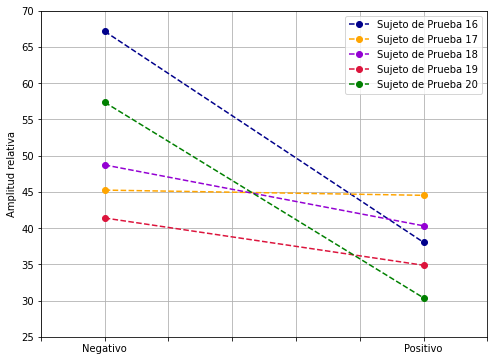 70
65
60
55
50
45
40
35
30
25
Amplitud relativa
Sujeto de Prueba 16
Sujeto de Prueba 17
Sujeto de Prueba 18
Sujeto de Prueba 19
Sujeto de Prueba 20
Negativo
Positivo